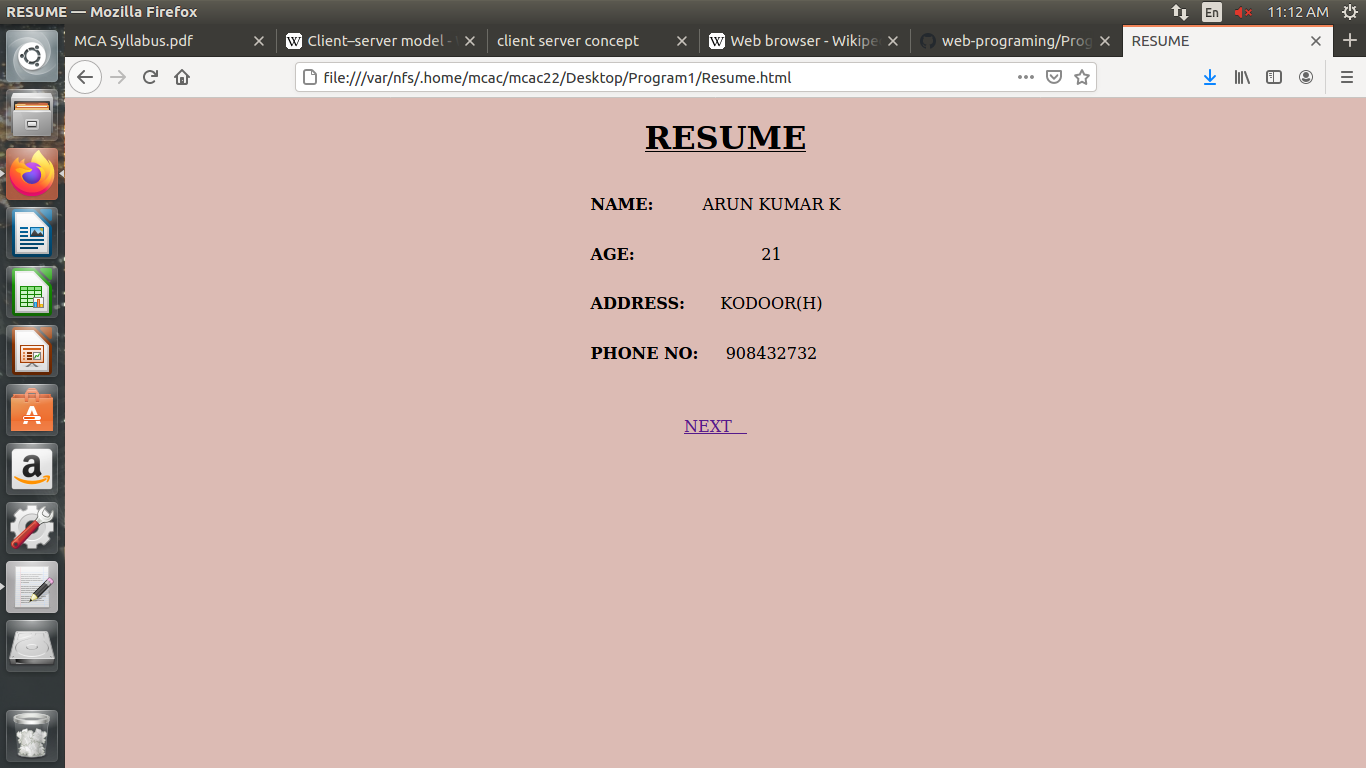 RESUME — Mozilla Firefox
En
11:12 AM
MCA Syllabus.pdf
Client–server model -
client server concept
Web browser - Wikipe
web-programing/Prog
RESUME
file:///var/nfs/.home/mcac/mcac22/Desktop/Program1/Resume.html
RESUME
NAME: ARUN KUMAR K
AGE: 21
ADDRESS: KODOOR(H)
PHONE NO: 908432732
NEXT